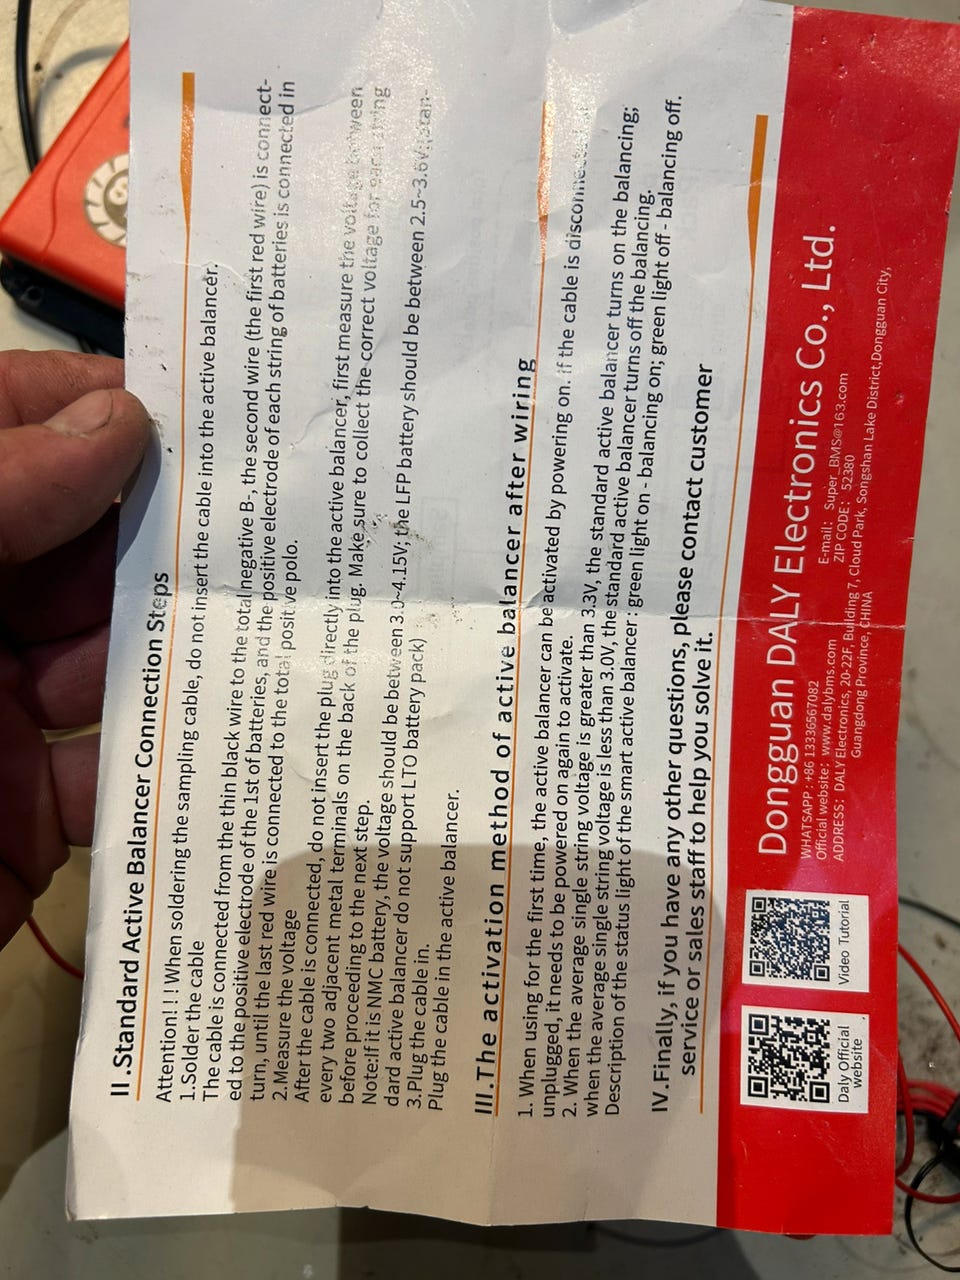 II .Standard Active Balancer Connection Steps
Attention! ! ! When soldering the sampling cable, do not insert the cable into the active balancer.
1.Solder the cable
The cable is connected from the thin black wire to the total negative B-, the second wire (the first red wire) is connect-
ed to the positive electrode of the 1st of batteries, and the positive electrode of each string of batteries is connected in
turn, until the last red wire is connected to the total positive polo.
2.Measure the voltage
After the cable is connected, do not insert the plug directly into the active balancer, first measure the voltage between
every two adjacent metal terminals on the back of the plug. Make sure to collect the correct voltage for each string
before proceeding to the next step.
Note:If it is NMC battery, the voltage should be between 3.0~4.15V; the LFP battery should be between 2.5~3.6V;(stan-
dard active balancer do not support LTO battery pack)
3.Plug the cable in.
Plug the cable in the active balancer.
III.The activation method of active balancer after wiring
1. When using for the first time, the active balancer can be activated by powering on. if the cable is disconnected or
unplugged, it needs to be powered on again to activate.
2. When the average single string voltage is greater than 3.3V, the standard active balancer turns on the balancing;
when the average single string voltage is less than 3.0V, the standard active balancer turns off the balancing.
Description of the status light of the smart active balancer : green light on - balancing on; green light off - balancing off.
IV.Finally, if you have any other questions, please contact customer
service or sales staff to help you solve it.
Daly Official
website
Video Tutorial
Dongguan DALY Electronics Co., Ltd.
WHATSAPP : +86 13336567082
E-mail: Super_BMS@163.com
Official website: www.dalybms.com
ZIP CODE: 52380
ADDRESS: DALY Electronics, 20-22F, Building 7, Cloud Park, Songshan Lake District,Dongguan City,
Guangdong Province, CHINA